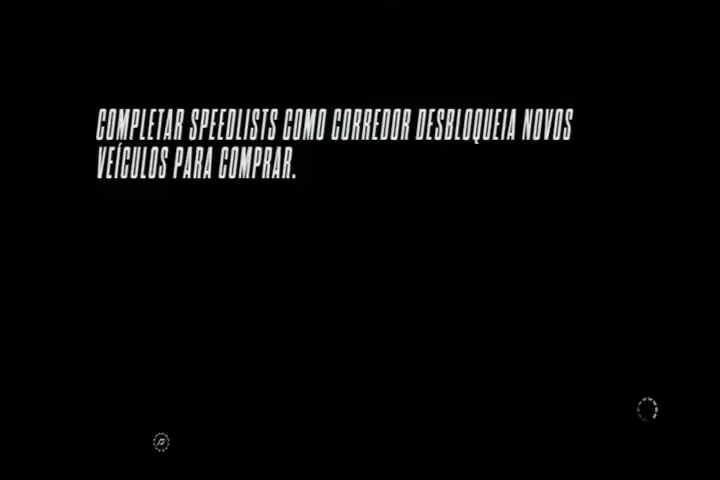 COMPLETAR SPEEDLISTS COMO CORREDOR DESBLOQUEIA NOVOS
VEÍCULOS PARA COMPRAR.